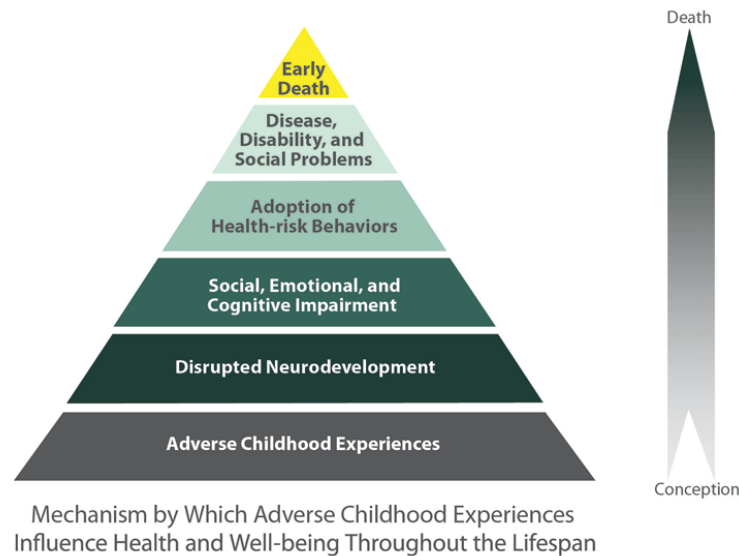 Death
Early
Death
Disease,
Disability, and
Social Problems
Adoption of
Health-risk Behaviors
Social, Emotional, and
Cognitive Impairment
Disrupted Neurodevelopment
Adverse Childhood Experiences
Conception
Mechanism by Which Adverse Childhood Experiences
Influence Health and Well-being Throughout the Lifespan